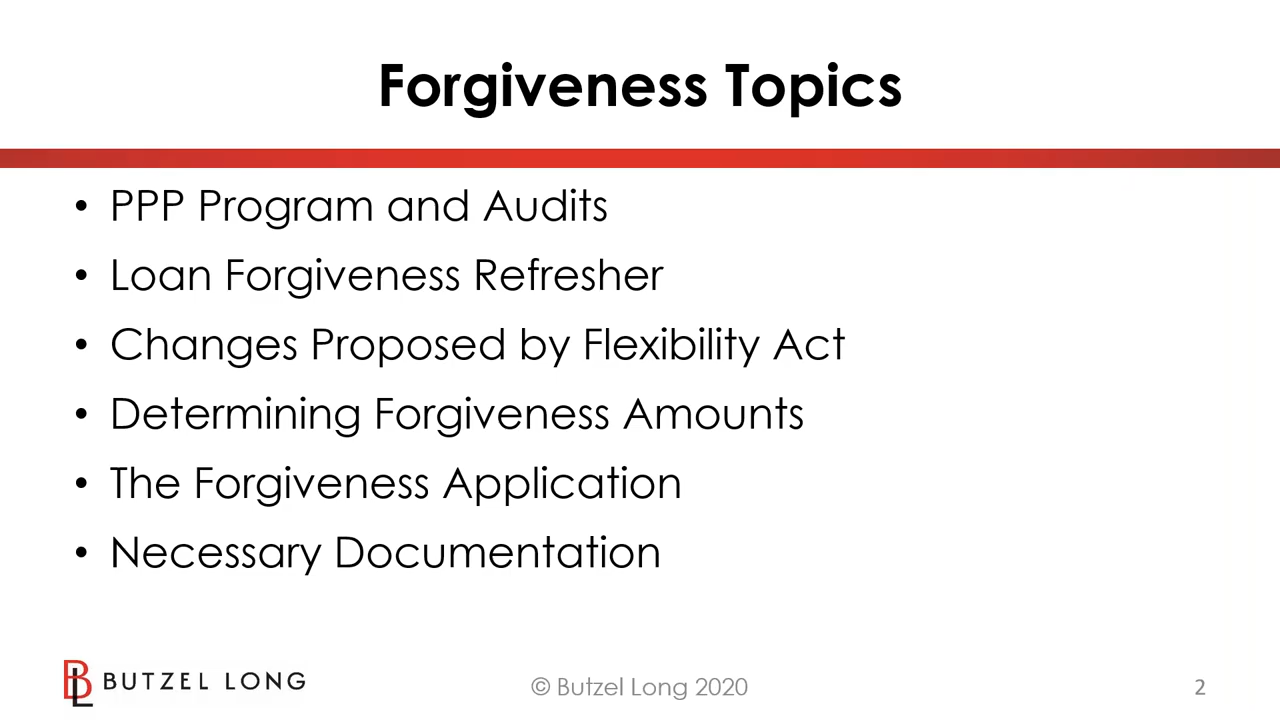 Forgiveness Topics
• PPP Program and Audits
• Loan Forgiveness Refresher
• Changes Proposed by Flexibility Act
• Determining Forgiveness Amounts
• The Forgiveness Application
• Necessary Documentation
BL BUTZEL LONG
© Butzel Long 2020
2